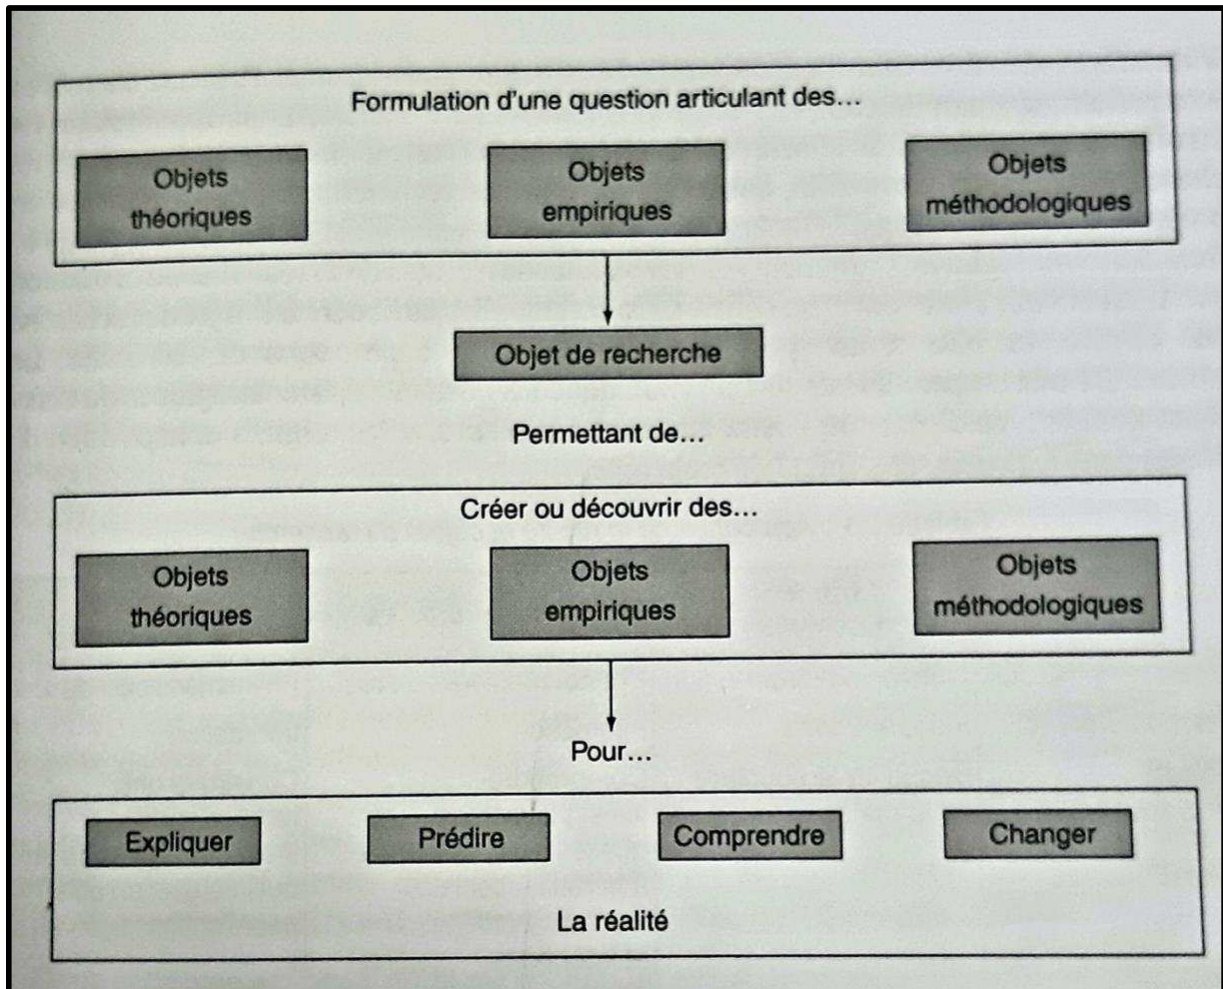 Formulation d'une question articulant des...
Objets
théoriques
Objets
empiriques
Objets
méthodologiques
Objet de recherche
Permettant de...
Créer ou découvrir des...
Objets
théoriques
Objets
empiriques
Objets
méthodologiques
Pour...
Expliquer
Prédire
Comprendre
Changer
La réalité